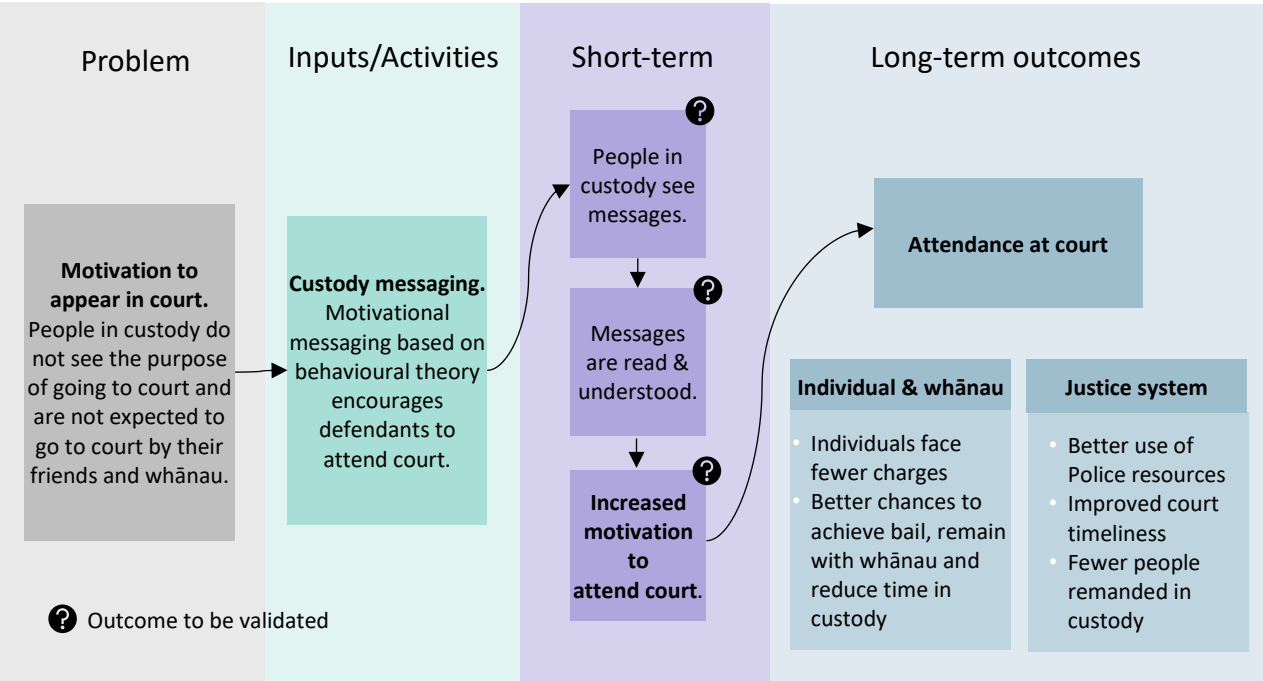 Problem
Inputs/Activities
Short-term
Long-term outcomes
Motivation to
appear in court.
People in custody do
not see the purpose
of going to court and
are not expected to
go to court by their
friends and whānau.
Custody messaging.
Motivational
messaging based on
behavioural theory
encourages
defendants to
attend court.
?
People in
custody see
messages.
?
Messages
are read &
understood.
?
Increased
motivation
to
attend court.
Attendance at court
Individual & whānau
• Individuals face
fewer charges
• Better chances to
achieve bail, remain
with whānau and
reduce time in
custody
Justice system
• Better use of
Police resources
• Improved court
timeliness
• Fewer people
remanded in
custody
? Outcome to be validated